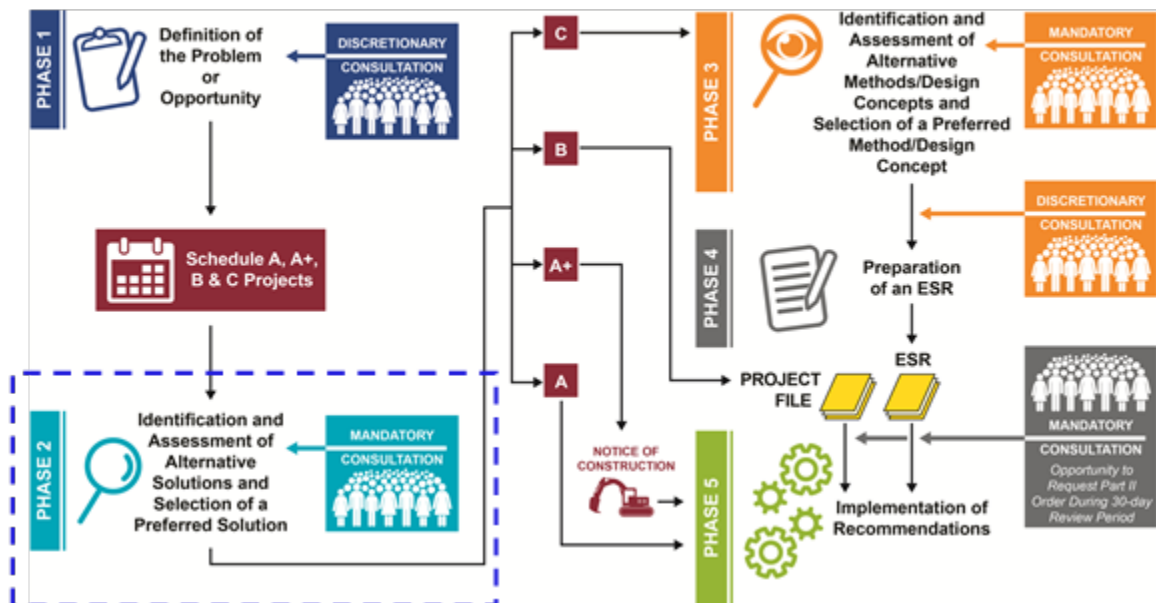 PHASE 1
Definition of
the Problem
or
Opportunity
DISCRETIONARY
CONSULTATION
Schedule A, A+,
B & C Projects
PHASE 2
Identification and
Assessment of
Alternative
Solutions and
Selection of a
Preferred Solution
MANDATORY
CONSULTATION
C
B
A+
A
NOTICE OF
CONSTRUCTION
PHASE 3
Identification and
Assessment of
Alternative
Methods/Design
Concepts and
Selection of a Preferred
Method/Design
Concept
MANDATORY
CONSULTATION
DISCRETIONARY
CONSULTATION
PHASE 4
Preparation
of an ESR
ESR
PROJECT
FILE
MANDATORY
CONSULTATION
Opportunity to
Request Part II
Order During 30-day
Review Period
PHASE 5
Implementation of
Recommendations